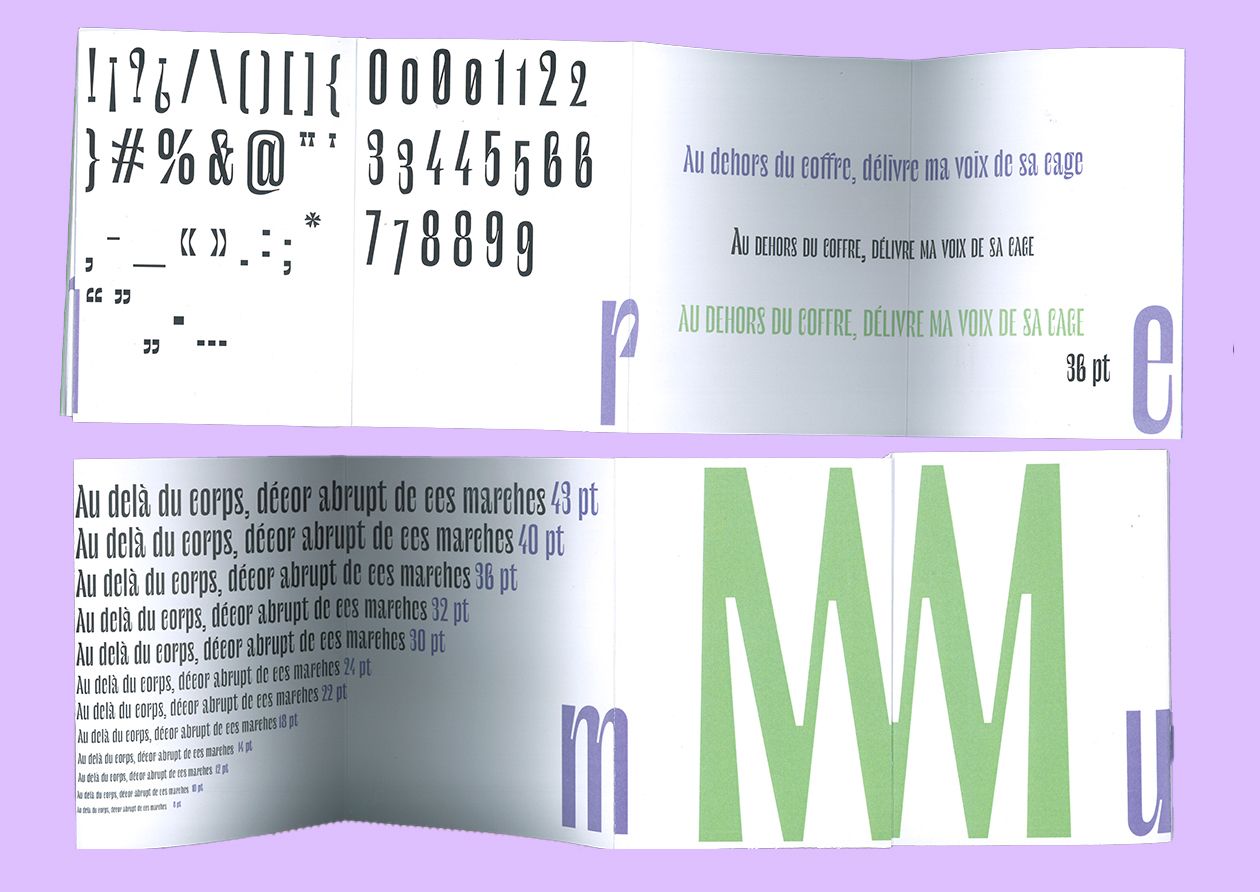 ! ¡ ? ¿ / \ ( ) [ ] {
} # % & @ " '
, – _ « » . : ; *
“ ”
„ - ...
0 0 0 0 1 1 2 2
3 3 4 4 5 5 6 6
7 7 8 8 9 9
r
Au dehors du coffre, délivre ma voix de sa cage
Au dehors du coffre, délivre ma voix de sa cage
AU DEHORS DU COFFRE, DÉLIVRE MA VOIX DE SA CAGE
36 pt
e
Au delà du corps, décor abrupt de ces marches 43 pt
Au delà du corps, décor abrupt de ces marches 40 pt
Au delà du corps, décor abrupt de ces marches 36 pt
Au delà du corps, décor abrupt de ces marches 32 pt
Au delà du corps, décor abrupt de ces marches 30 pt
Au delà du corps, décor abrupt de ces marches 24 pt
Au delà du corps, décor abrupt de ces marches 22 pt
Au delà du corps, décor abrupt de ces marches 18 pt
Au delà du corps, décor abrupt de ces marches 14 pt
Au delà du corps, décor abrupt de ces marches 12 pt
Au delà du corps, décor abrupt de ces marches 10 pt
Au delà du corps, décor abrupt de ces marches 8 pt
m
MM
u